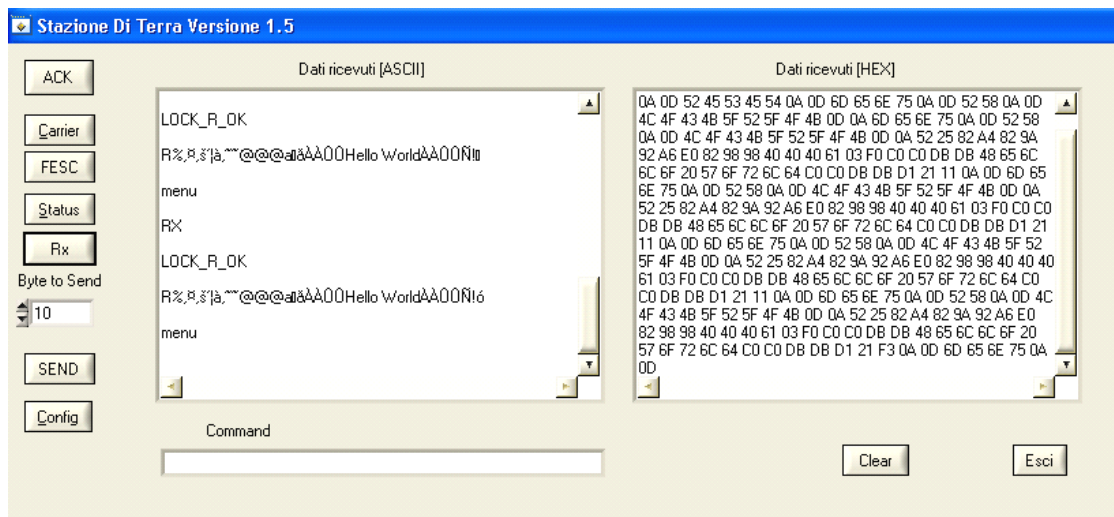 Stazione Di Terra Versione 1.5
ACK
Carrier
FESC
Status
Rx
Byte to Send
10
SEND
Config
Dati ricevuti [ASCII]
LOCK_R_OK
Hello World
menu
RX
LOCK_R_OK
Hello World
menu
Command
Dati ricevuti [HEX]
0A 0D 52 45 53 45 54 0A 0D 6D 65 6E 75 0A 0D 52 58 0A 0D
4C 4F 43 4B 5F 52 5F 4F 4B 0D 0A 6D 65 6E 75 0A 0D 52 58
0A 0D 4C 4F 43 4B 5F 52 5F 4F 4B 0D 0A 52 25 82 A4 82 9A
92 A6 E0 82 98 98 40 40 40 61 03 F0 C0 C0 DB DB 48 65 6C
6C 6F 20 57 6F 72 6C 64 C0 C0 DB DB D1 21 11 0A 0D 6D 65
6E 75 0A 0D 52 58 0A 0D 4C 4F 43 4B 5F 52 5F 4F 4B 0D 0A
52 25 82 A4 82 9A 92 A6 E0 82 98 98 40 40 40 61 03 F0 C0 C0
DB DB 48 65 6C 6C 6F 20 57 6F 72 6C 64 C0 C0 DB DB D1 21
11 0A 0D 6D 65 6E 75 0A 0D 52 58 0A 0D 4C 4F 43 4B 5F 52
5F 4F 4B 0D 0A 52 25 82 A4 82 9A 92 A6 E0 82 98 98 40 40 40
61 03 F0 C0 C0 DB DB 48 65 6C 6C 6F 20 57 6F 72 6C 64 C0
C0 DB DB D1 21 11 0A 0D 6D 65 6E 75 0A 0D 52 58 0A 0D 4C
4F 43 4B 5F 52 5F 4F 4B 0D 0A 52 25 82 A4 82 9A 92 A6 E0
82 98 98 40 40 40 61 03 F0 C0 C0 DB DB 48 65 6C 6C 6F 20
57 6F 72 6C 64 C0 C0 DB DB D1 21 F3 0A 0D 6D 65 6E 75 0A
0D
Clear
Esci